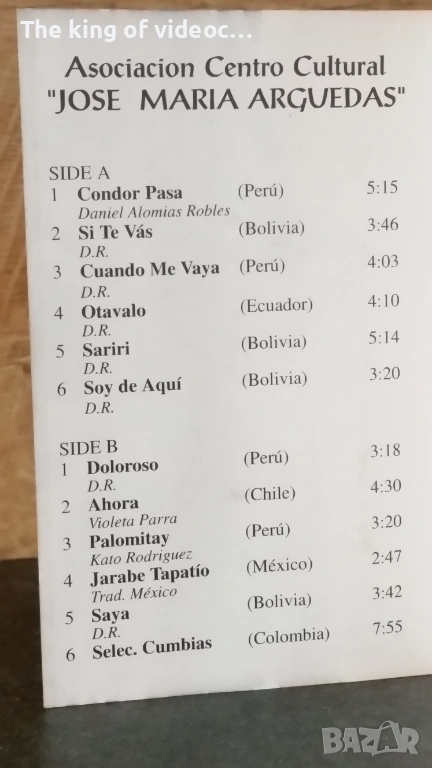 The king of videoc...
Asociacion Centro Cultural
"JOSE MARIA ARGUEDAS"
SIDE A
1 Condor Pasa (Perú) 5:15
Daniel Alomias Robles
2 Si Te Vás (Bolivia) 3:46
D.R.
3 Cuando Me Vaya (Perú) 4:03
D.R.
4 Otavalo (Ecuador) 4:10
D.R.
5 Sariri (Bolivia) 5:14
D.R.
6 Soy de Aquí (Bolivia) 3:20
D.R.
SIDE B
1 Doloroso (Perú) 3:18
D.R.
2 Ahora (Chile) 4:30
Violeta Parra
3 Palomitay (Perú) 3:20
Kato Rodriguez
4 Jarabe Tapatío (México) 2:47
Trad. México
5 Saya (Bolivia) 3:42
D.R.
6 Selec. Cumbias (Colombia) 7:55
BAZAR